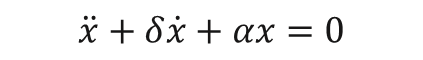 ẍ + δẋ + αx = 0